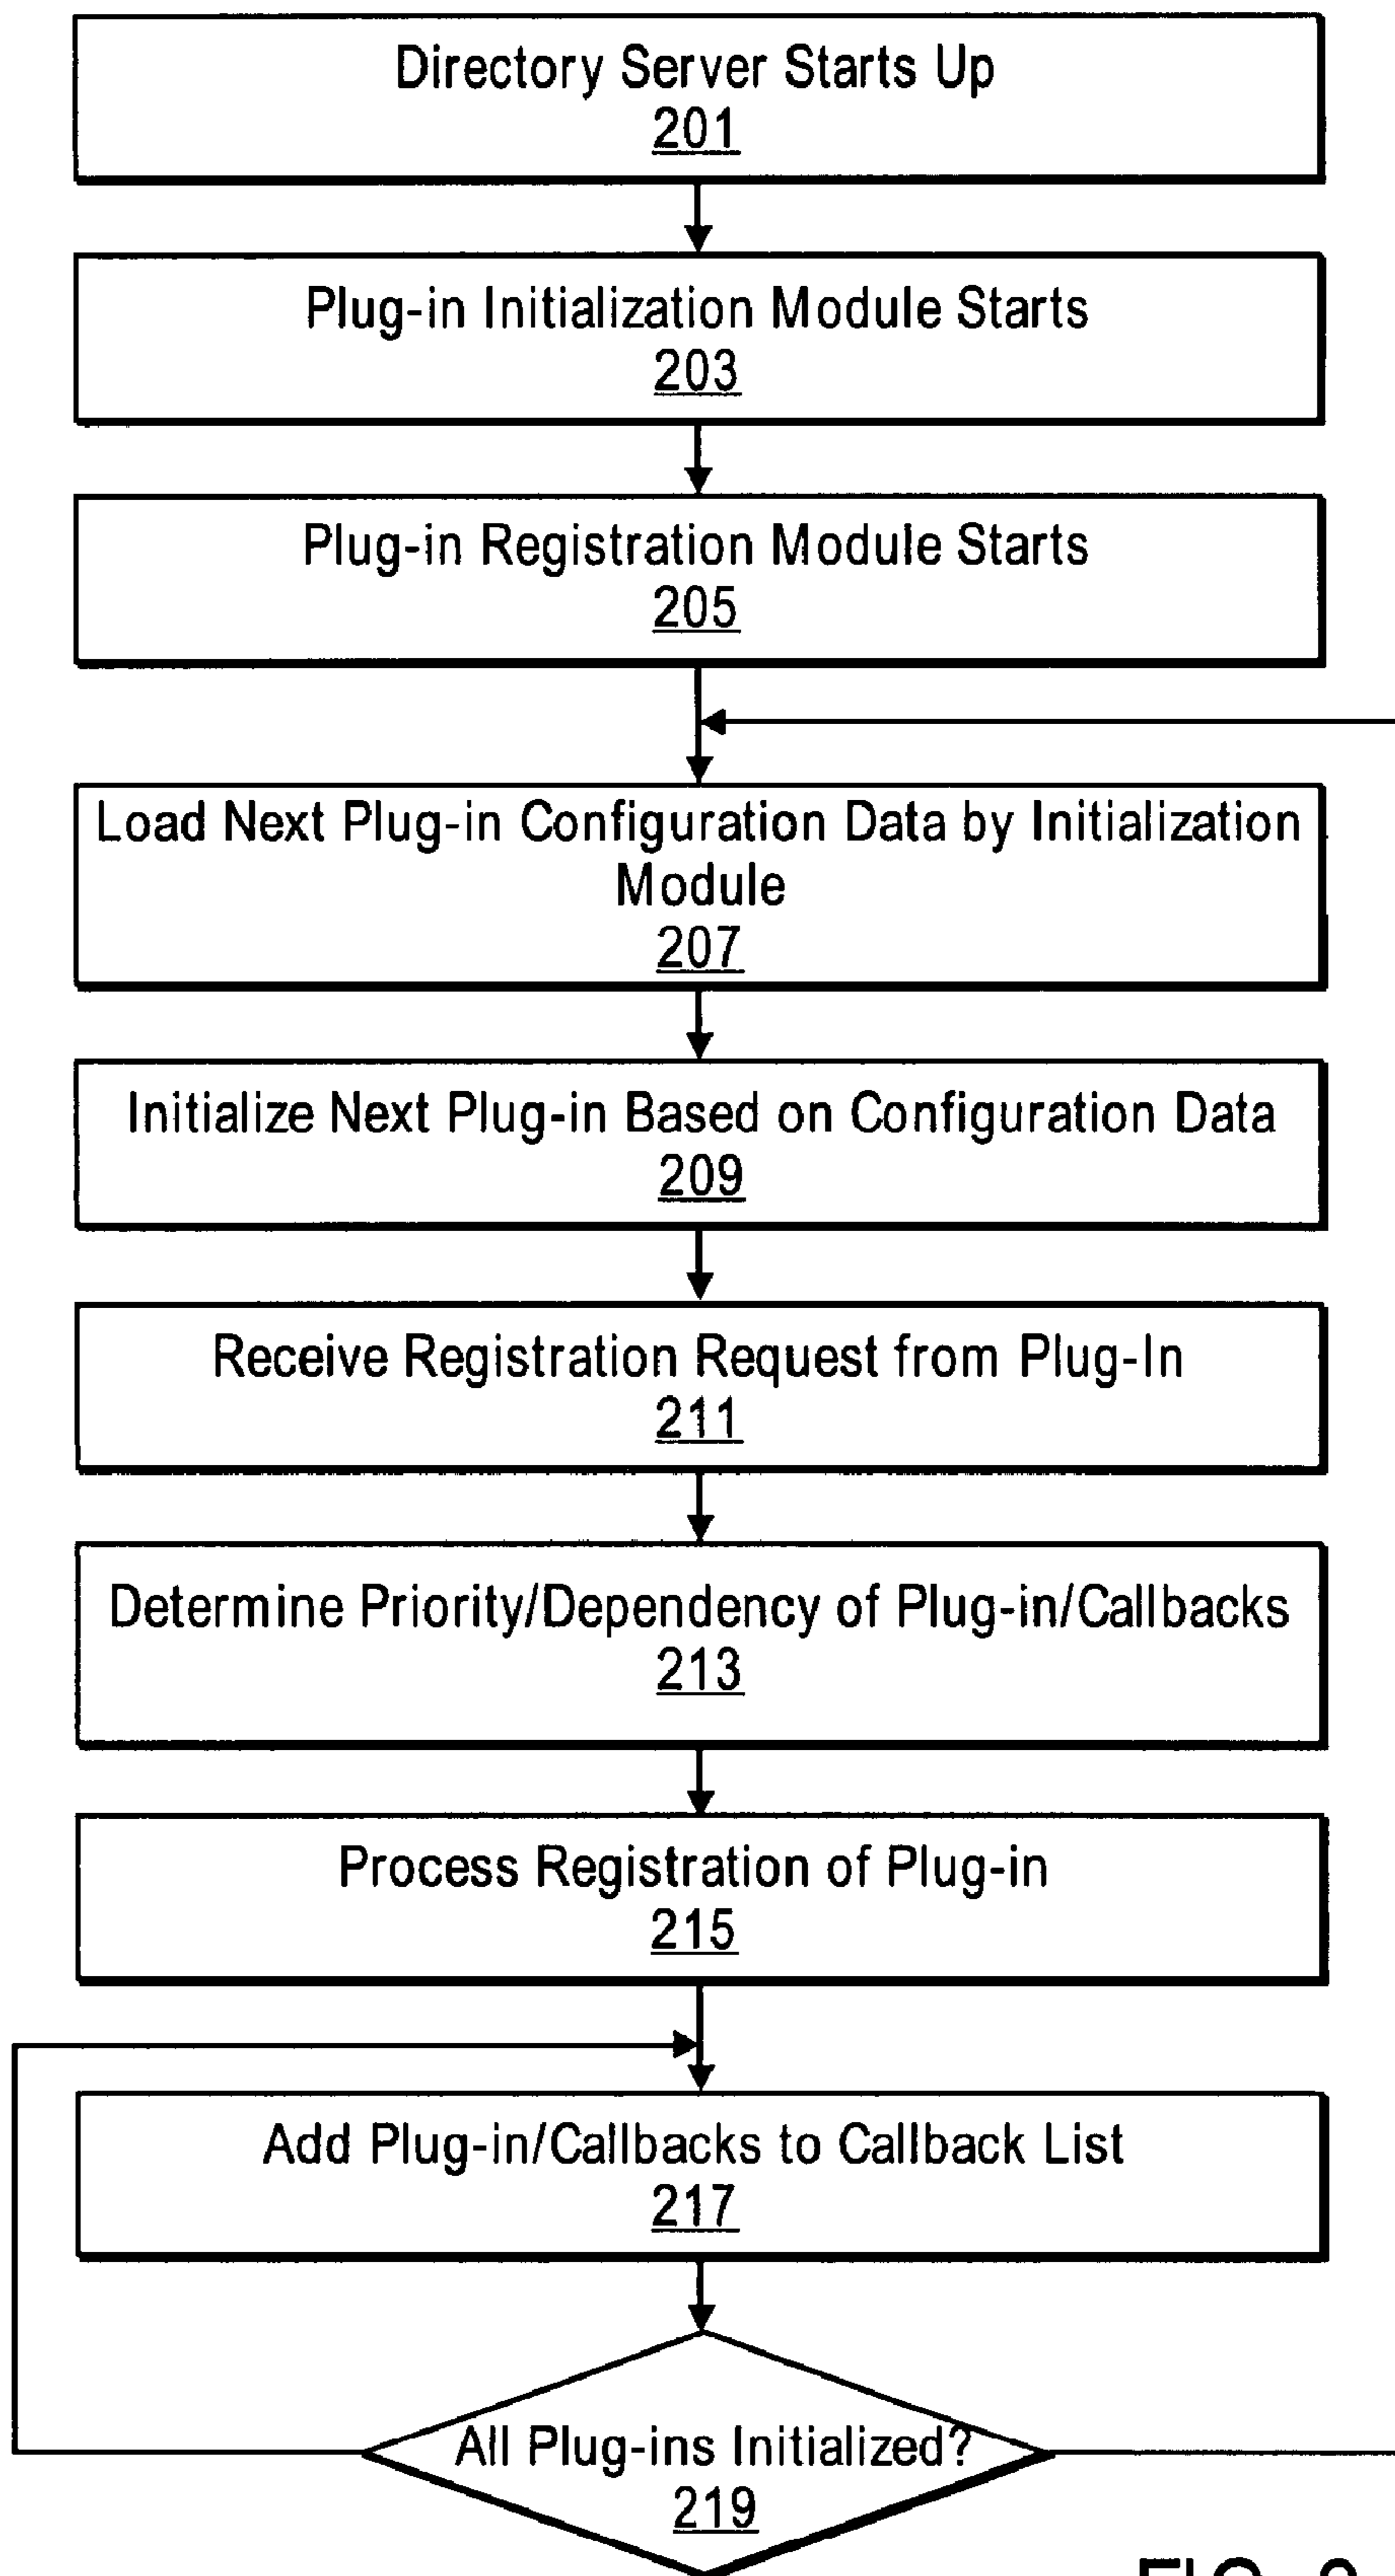 Directory Server Starts Up
201
Plug-in Initialization Module Starts
203
Plug-in Registration Module Starts
205
Load Next Plug-in Configuration Data by Initialization
Module
207
Initialize Next Plug-in Based on Configuration Data
209
Receive Registration Request from Plug-In
211
Determine Priority/Dependency of Plug-in/Callbacks
213
Process Registration of Plug-in
215
Add Plug-in/Callbacks to Callback List
217
All Plug-ins Initialized?
219
FIG. 2